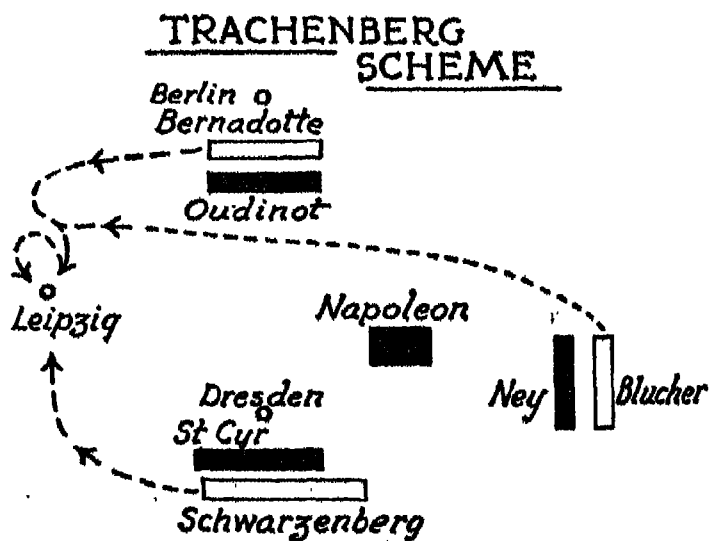 TRACHENBERG
SCHEME
Berlin
Bernadotte
Oudinot
Leipzig
Napoleon
Ney
Blucher
Dresden
St Cyr
Schwarzenberg